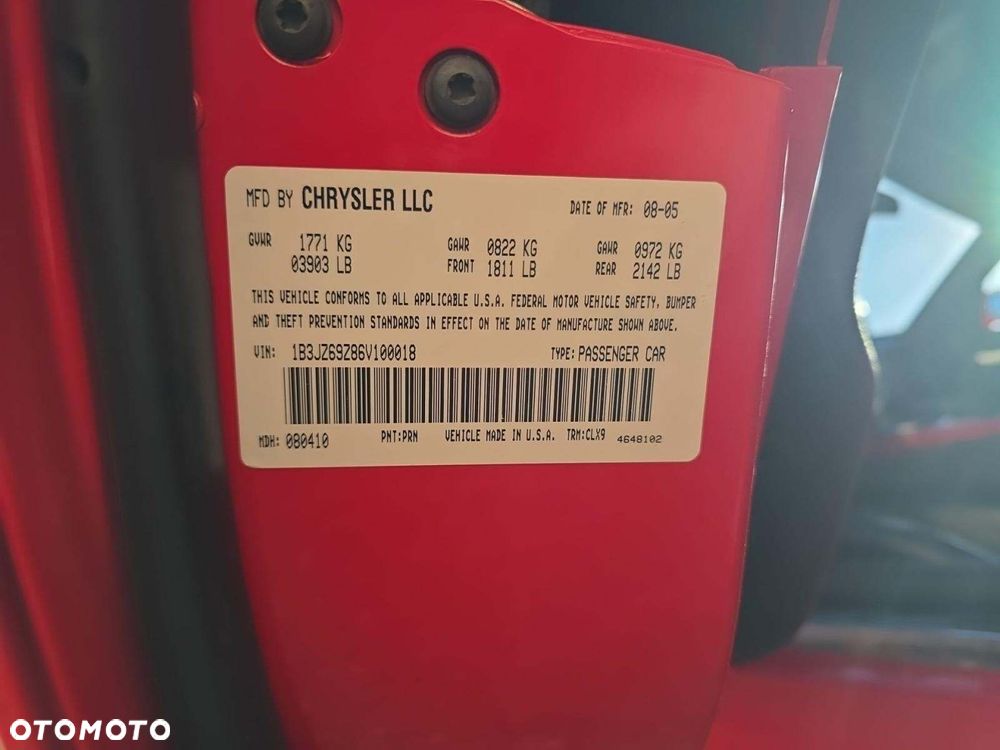 MFD BY CHRYSLER LLC DATE OF MFR: 08-05
GVWR 1771 KG GAWR 0822 KG GAWR 0972 KG
03903 LB FRONT 1811 LB REAR 2142 LB
THIS VEHICLE CONFORMS TO ALL APPLICABLE U.S.A. FEDERAL MOTOR VEHICLE SAFETY, BUMPER
AND THEFT PREVENTION STANDARDS IN EFFECT ON THE DATE OF MANUFACTURE SHOWN ABOVE.
VIN: 1B3JZ69Z86V100018 TYPE: PASSENGER CAR
MDH: 080410 PNT: PRN VEHICLE MADE IN U.S.A. TRM: CLX9 4648102
OTOMOTO